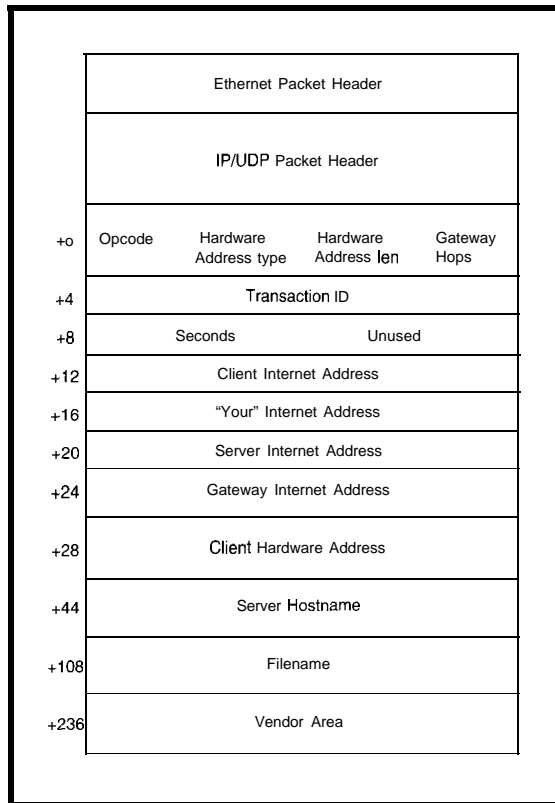 Ethernet Packet Header
IP/UDP Packet Header
+o Opcode Hardware Address type Hardware Address len Gateway Hops
+4 Transaction ID
+8 Seconds Unused
+12 Client Internet Address
+16 “Your” Internet Address
+20 Server Internet Address
+24 Gateway Internet Address
+28 Client Hardware Address
+44 Server Hostname
+108 Filename
+236 Vendor Area